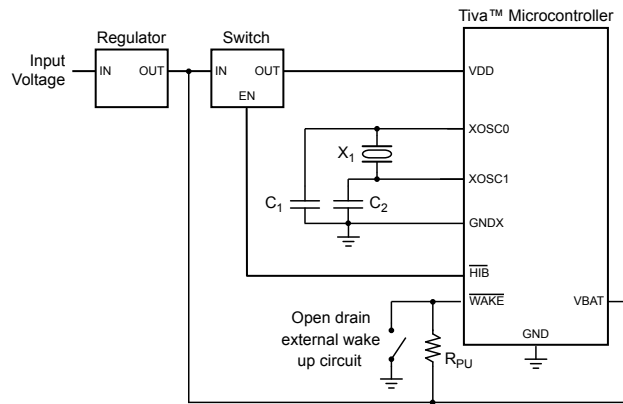 Tiva™ Microcontroller
Regulator
Switch
Input
Voltage
IN
OUT
IN
OUT
EN
VDD
XOSC0
X1
XOSC1
C1
C2
GNDX
HIB
WAKE
VBAT
Open drain
external wake
up circuit
RPU
GND